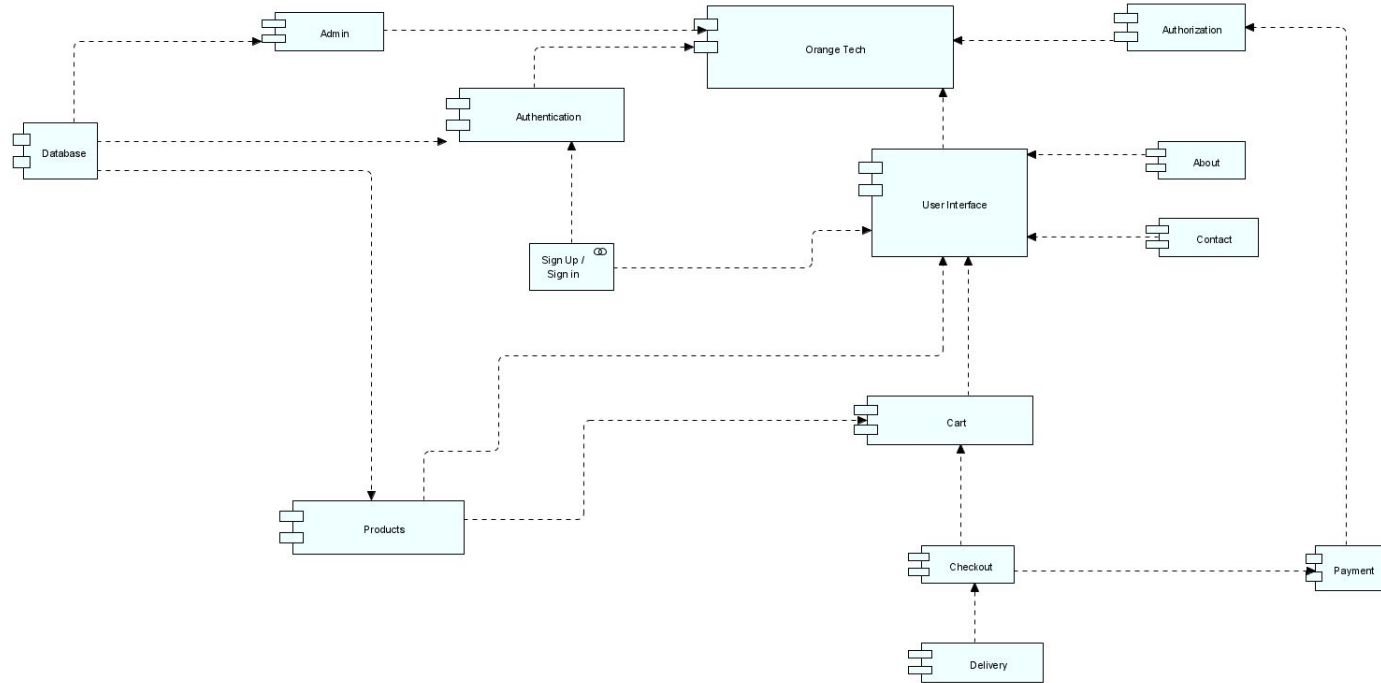 Admin
Orange Tech
Authorization
Authentication
Database
About
User Interface
Contact
Sign Up /
Sign in
Cart
Products
Checkout
Payment
Delivery